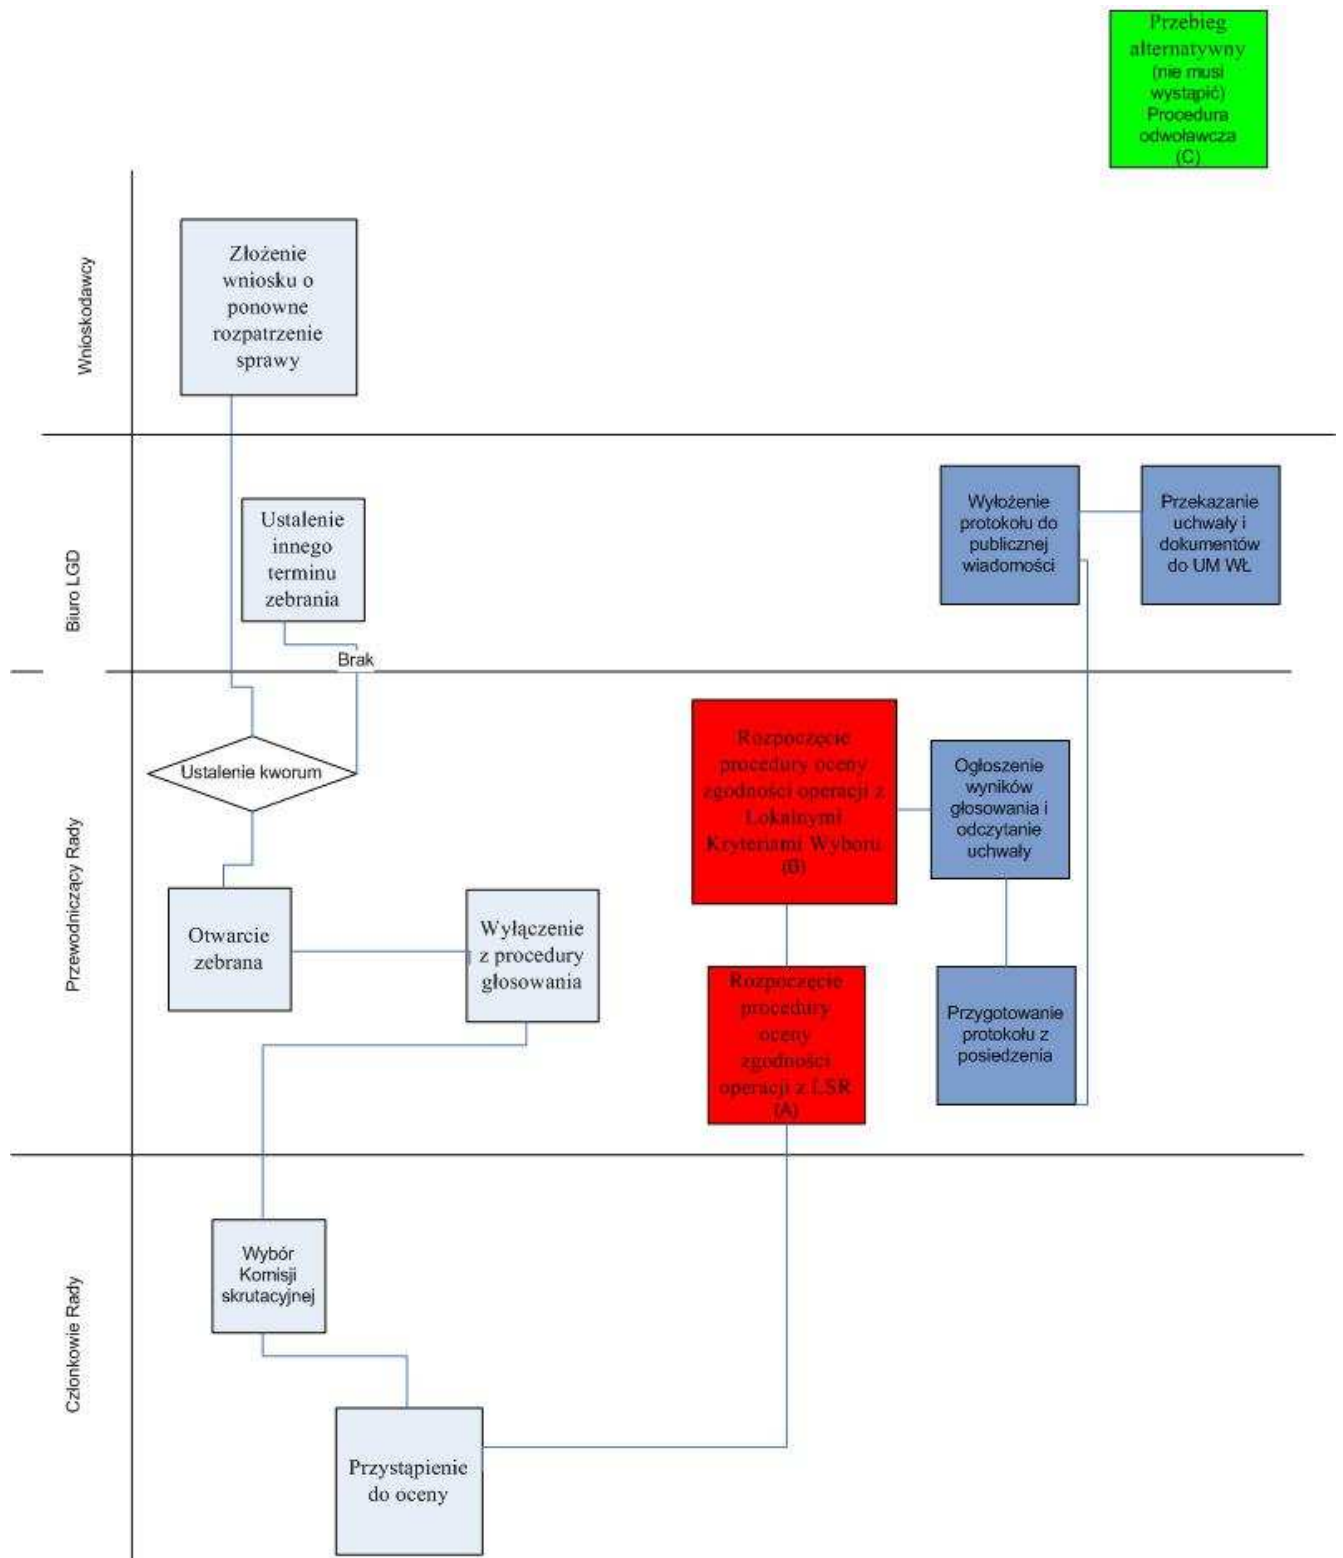 Przebieg
alternatywny
(nie musi
wystąpić)
Procedura
odwoławcza
(C)
Wnioskodawcy
Złożenie
wniosku o
ponowne
rozpatrzenie
sprawy
Biuro LGD
Ustalenie
innego
terminu
zebrania
Brak
Wyłożenie
protokołu do
publicznej
wiadomości
Przekazanie
uchwały i
dokumentów
do UM WŁ
Przewodniczący Rady
Ustalenie kworum
Otwarcie
zebrana
Wyłączenie
z procedury
głosowania
Rozpoczęcie
procedury oceny
zgodności operacji z
Lokalnymi
Kryteriami Wyboru
(B)
Rozpoczęcie
procedury
oceny
zgodności
operacji z LSR
(A)
Ogłoszenie
wyników
głosowania i
odczytanie
uchwały
Przygotowanie
protokołu z
posiedzenia
Członkowie Rady
Wybór
Komisji
skrutacyjnej
Przystąpienie
do oceny